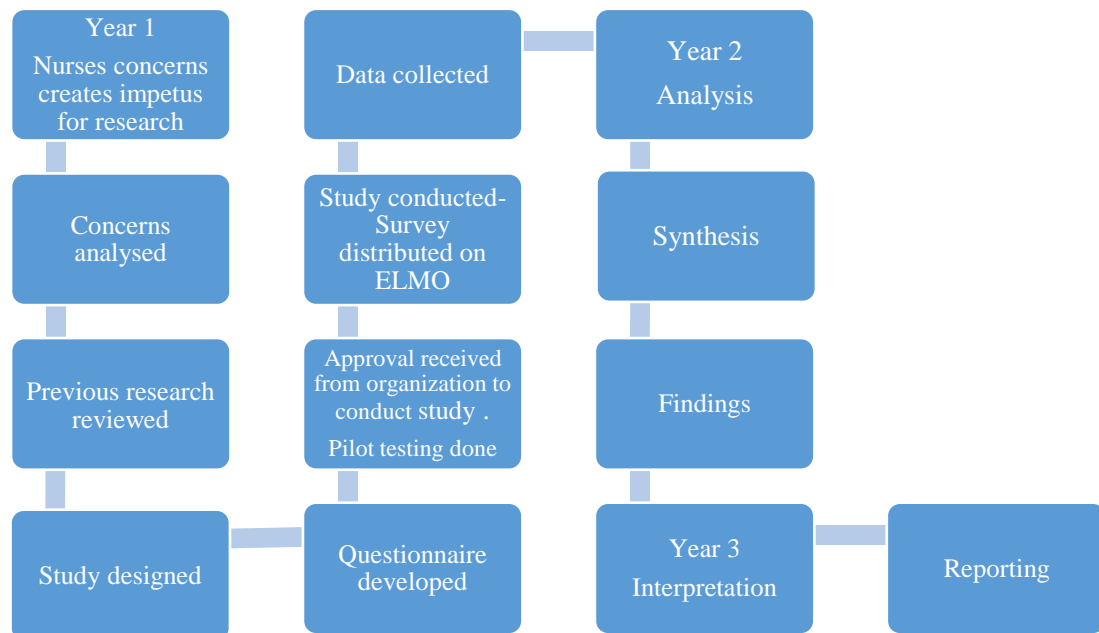 Year 1
Nurses concerns
creates impetus
for research
Concerns
analysed
Previous research
reviewed
Study designed
Questionnaire
developed
Approval received
from organization to
conduct study .
Pilot testing done
Study conducted-
Survey
distributed on
ELMO
Data collected
Year 2
Analysis
Synthesis
Findings
Year 3
Interpretation
Reporting